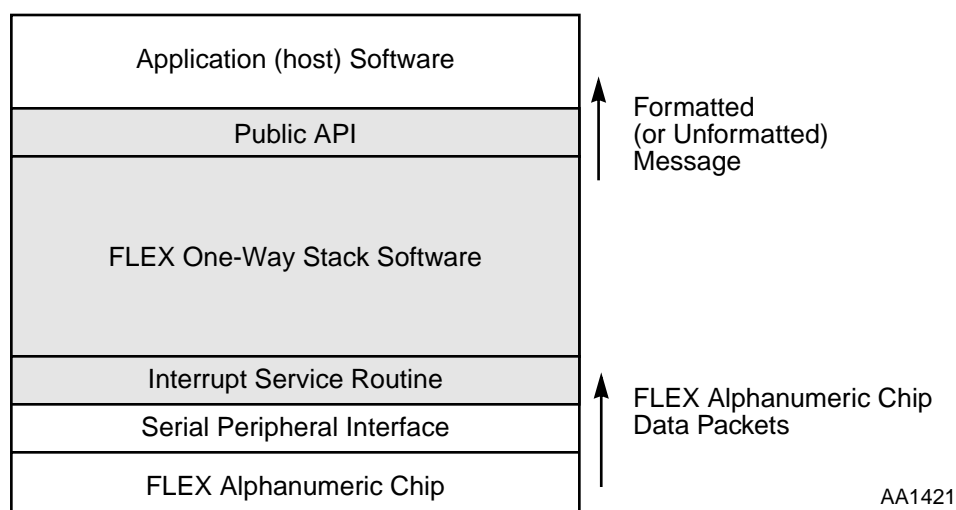 Application (host) Software
Public API
Formatted
(or Unformatted)
Message
FLEX One-Way Stack Software
Interrupt Service Routine
Serial Peripheral Interface
FLEX Alphanumeric Chip
FLEX Alphanumeric Chip
Data Packets
AA1421